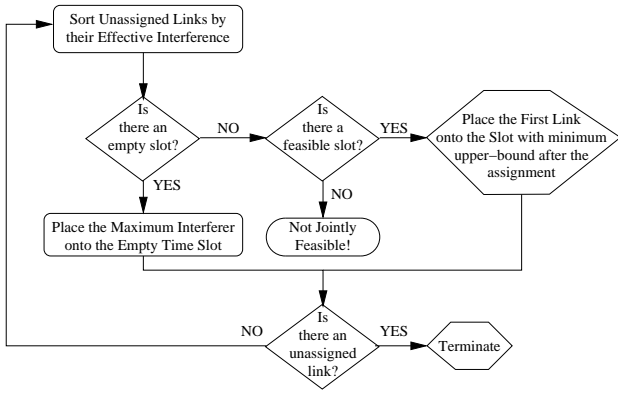 Sort Unassigned Links by
their Effective Interference
Is
there an
empty slot?
NO
Is
there a
feasible slot?
YES
Place the First Link
onto the Slot with minimum
upper−bound after the
assignment
YES
NO
Place the Maximum Interferer
onto the Empty Time Slot
Not Jointly
Feasible!
NO
Is
there an
unassigned
link?
YES
Terminate